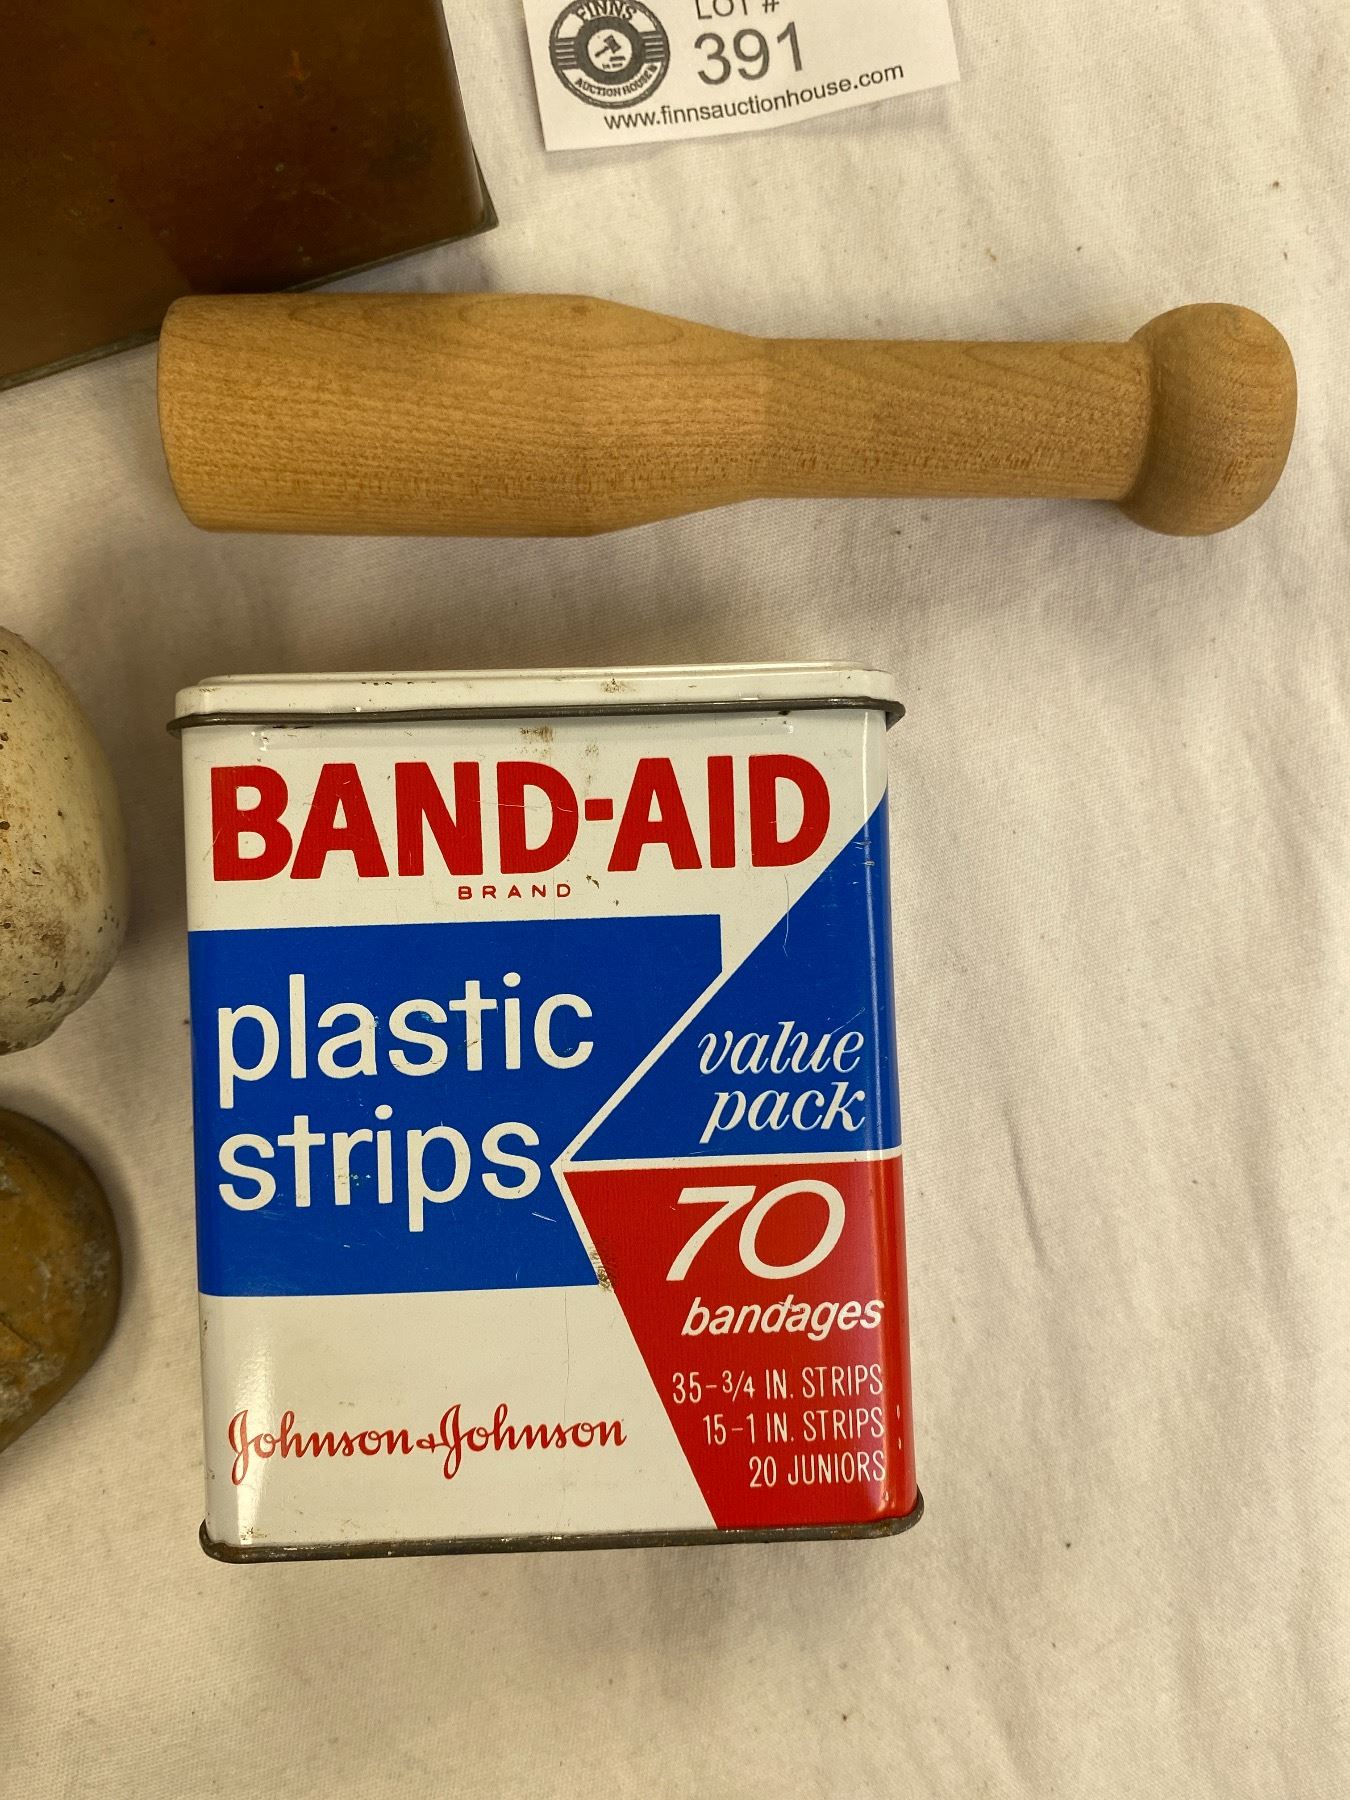 FINNS
AUCTION HOUSE
LOT #
391
www.finnsauctionhouse.com
BAND-AID
BRAND
plastic
strips
value
pack
70
bandages
35-3/4 IN. STRIPS
15-1 IN. STRIPS
20 JUNIORS
Johnson & Johnson